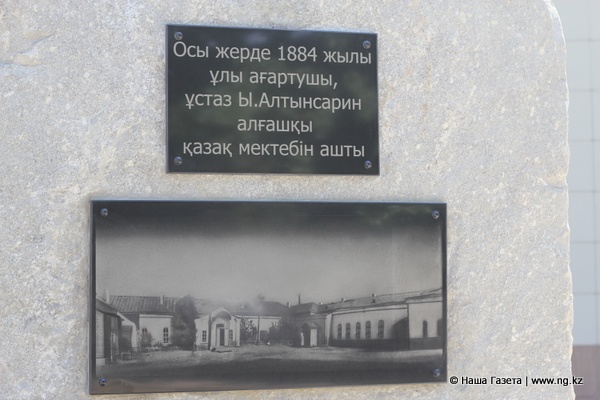 Осы жерде 1884 жылы
ұлы ағартушы,
ұстаз Ы.Алтынсарин
алғашқы
қазақ мектебін ашты
© Наша Газета | www.ng.kz